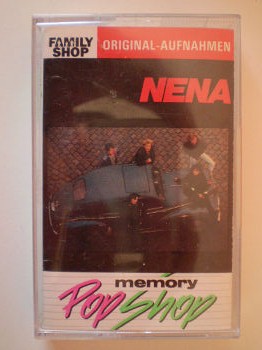 FAMILY
SHOP
ORIGINAL-AUFNAHMEN
NENA
memory
Pop Shop